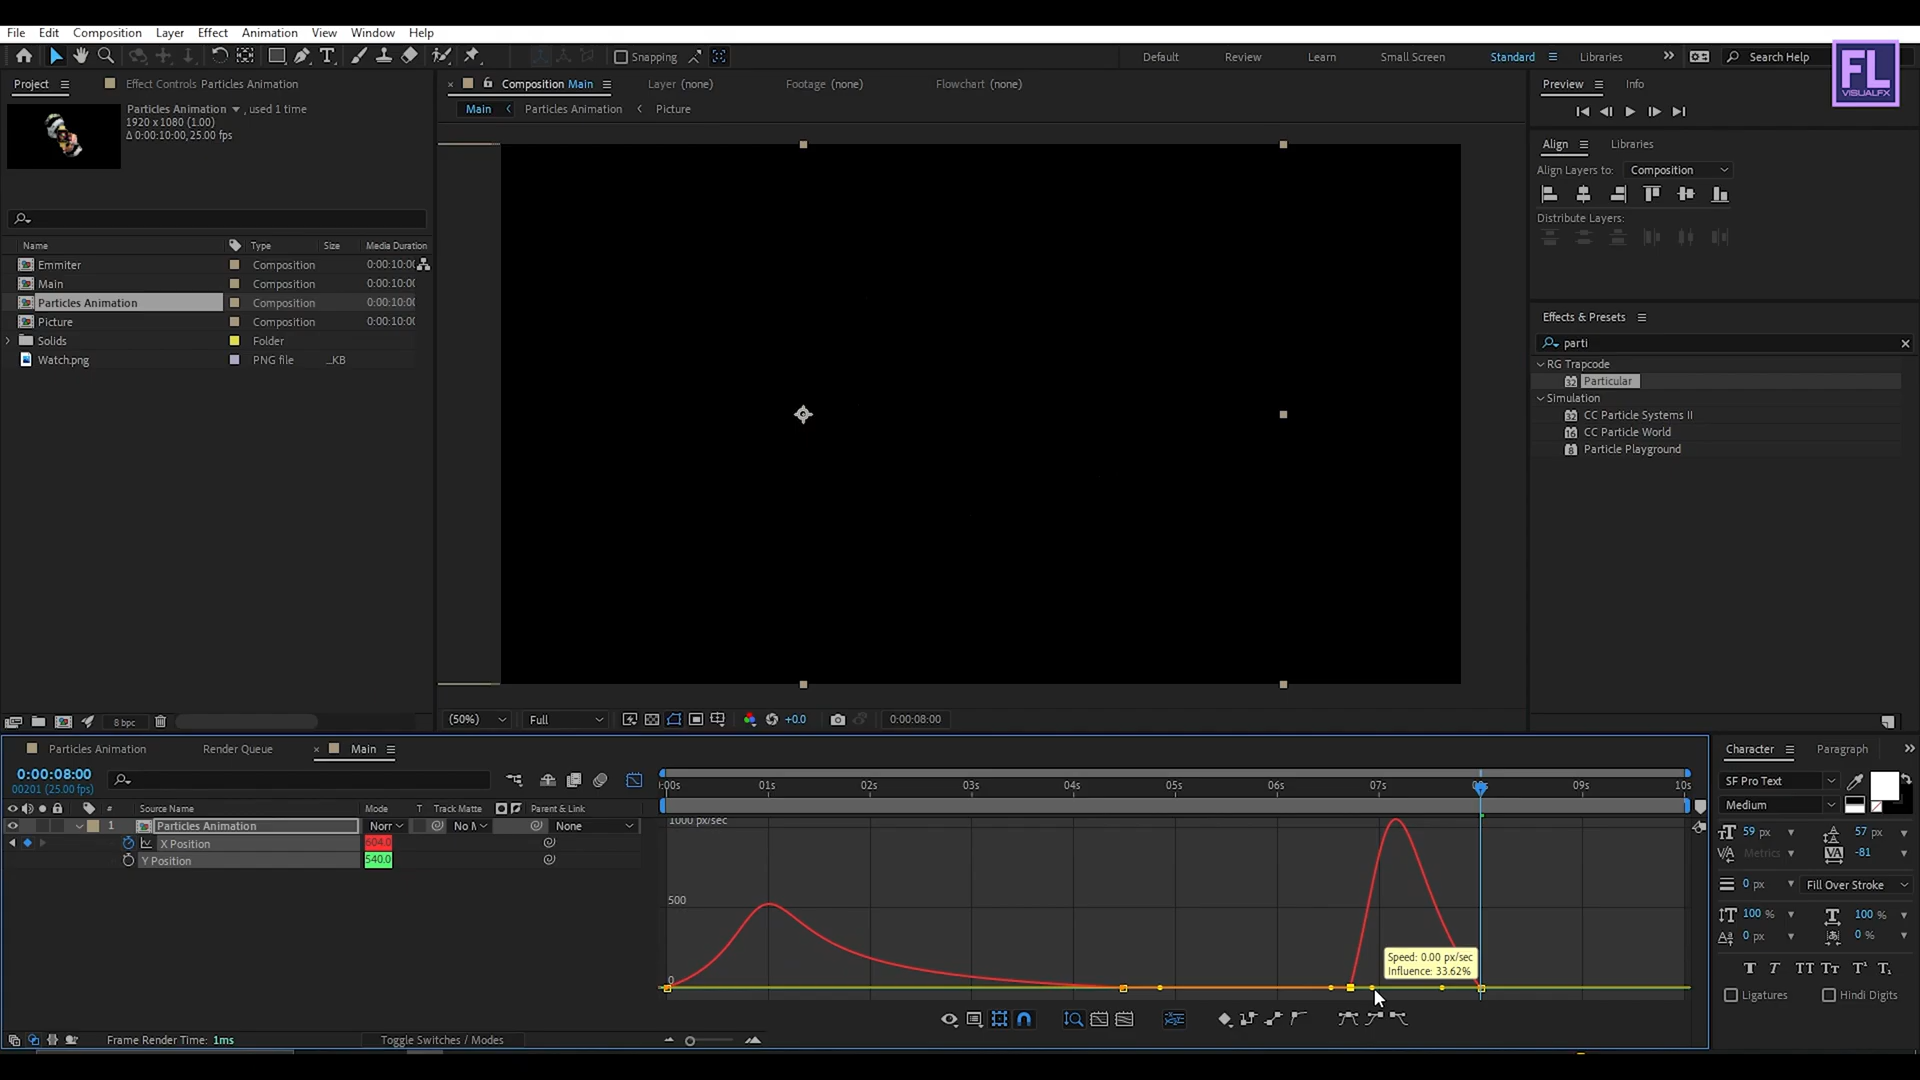 File Edit Composition Layer Effect Animation View Window Help
Snapping Default Review Learn Small Screen Standard Libraries Search Help
FL
VISUALFX
Project Effect Controls Particles Animation
Particles Animation , used 1 time
1920 x 1080 (1.00)
Δ 0:00:10:00, 25.00 fps
Name Type Size Media Duration
Emmiter Composition 0:00:10:00
Main Composition 0:00:10:00
Particles Animation Composition 0:00:10:00
Picture Composition 0:00:10:00
Solids Folder
Watch.png PNG file ...KB
8 bpc
Composition Main Layer (none) Footage (none) Flowchart (none)
Main Particles Animation Picture
(50%) Full +0.0 0:00:08:00
Preview Info
Align Libraries
Align Layers to: Composition
Distribute Layers:
Effects & Presets
parti
RG Trapcode
32 Particular
Simulation
32 CC Particle Systems II
16 CC Particle World
8 Particle Playground
Particles Animation Render Queue Main
0:00:08:00
00201 (25.00 fps)
# Source Name Mode T Track Matte Parent & Link
1 Particles Animation Norr No M None
X Position 604.0
Y Position 540.0
Frame Render Time: 1ms Toggle Switches / Modes
:00s 01s 02s 03s 04s 05s 06s 07s 09s 10s
1000 px/sec
500
0
Speed: 0.00 px/sec
Influence: 33.62%
Character Paragraph
SF Pro Text
Medium
59 px 57 px
Metrics -81
0 px Fill Over Stroke
100 % 100 %
0 px 0 %
T T TT Tr T¹ T₁
Ligatures Hindi Digits